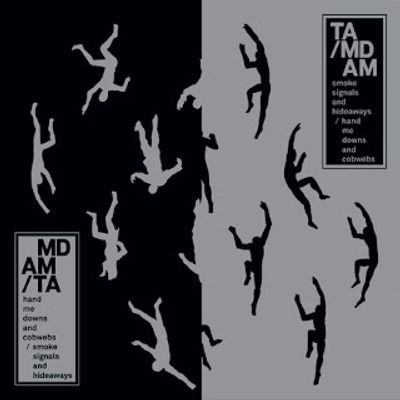 TA
/MD
AM
smoke
signals
and
hideaways
/ hand
me
downs
and
cobwebs
MD
AM
/TA
hand
me
downs
and
cobwebs
/ smoke
signals
and
hideaways